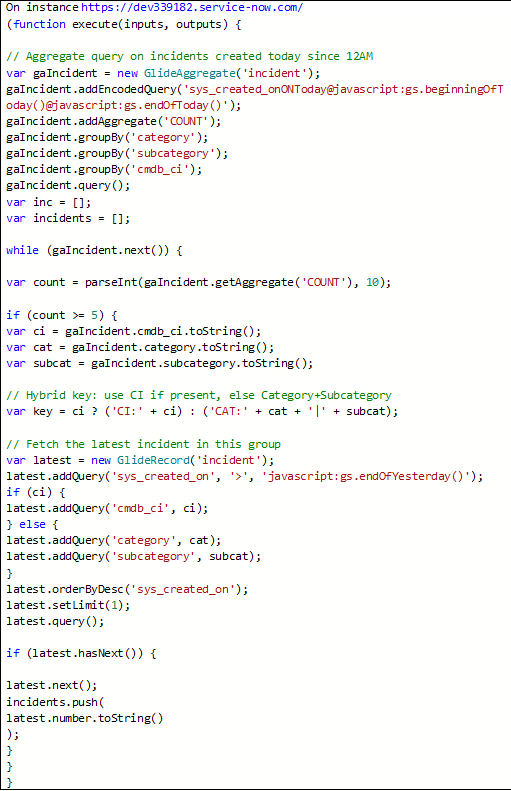 On instance https://dev339182.service-now.com/
(function execute(inputs, outputs) {
// Aggregate query on incidents created today since 12AM
var gaIncident = new GlideAggregate('incident');
gaIncident.addEncodedQuery('sys_created_onONToday@javascript:gs.beginningOfT
oday()@javascript:gs.endOfToday()');
gaIncident.addAggregate('COUNT');
gaIncident.groupBy('category');
gaIncident.groupBy('subcategory');
gaIncident.groupBy('cmdb_ci');
gaIncident.query();
var inc = [];
var incidents = [];
while (gaIncident.next()) {
var count = parseInt(gaIncident.getAggregate('COUNT'), 10);
if (count >= 5) {
var ci = gaIncident.cmdb_ci.toString();
var cat = gaIncident.category.toString();
var subcat = gaIncident.subcategory.toString();
// Hybrid key: use CI if present, else Category+Subcategory
var key = ci ? ('CI:' + ci) : ('CAT:' + cat + '|' + subcat);
// Fetch the latest incident in this group
var latest = new GlideRecord('incident');
latest.addQuery('sys_created_on', '>', 'javascript:gs.endOfYesterday()');
if (ci) {
latest.addQuery('cmdb_ci', ci);
} else {
latest.addQuery('category', cat);
latest.addQuery('subcategory', subcat);
}
latest.orderByDesc('sys_created_on');
latest.setLimit(1);
latest.query();
if (latest.hasNext()) {
latest.next();
incidents.push(
latest.number.toString()
);
}
}
}